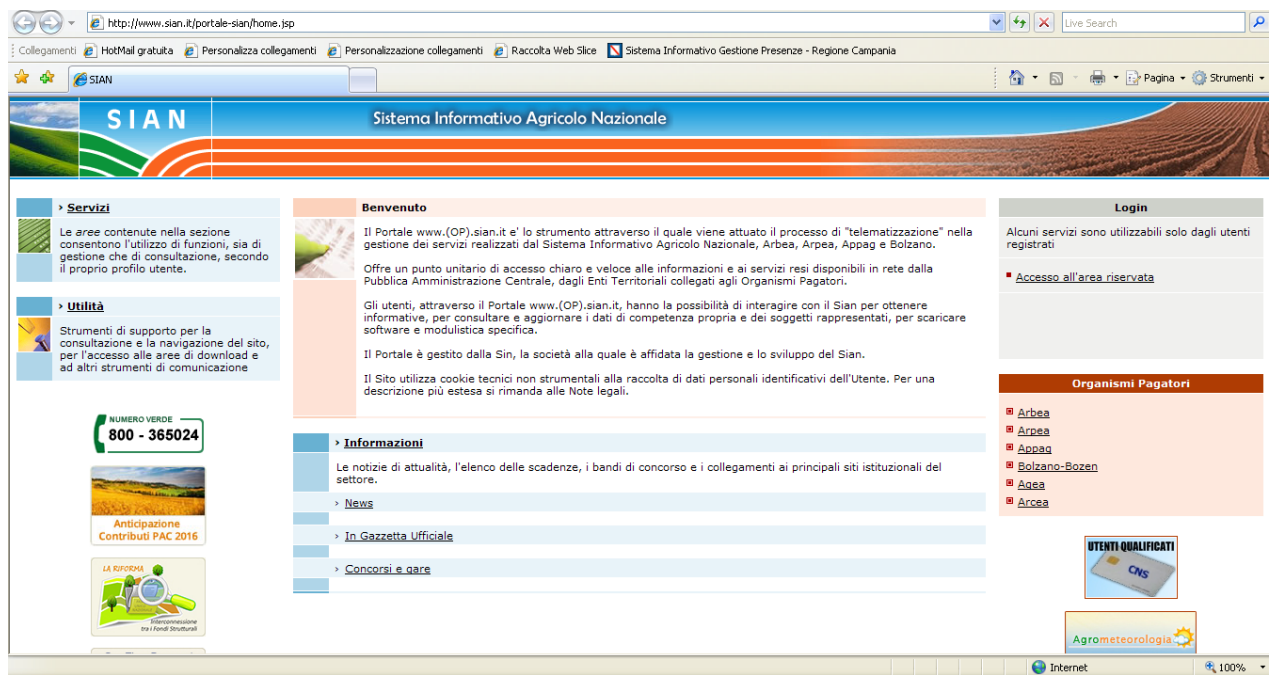 http://www.sian.it/portale-sian/home.jsp
Live Search
Collegamenti
HotMail gratuita
Personalizza collegamenti
Personalizzazione collegamenti
Raccolta Web Slice
Sistema Informativo Gestione Presenze - Regione Campania
SIAN
Pagina
Strumenti
SIAN
Sistema Informativo Agricolo Nazionale
› Servizi
Le aree contenute nella sezione
consentono l'utilizzo di funzioni, sia di
gestione che di consultazione, secondo
il proprio profilo utente.
› Utilità
Strumenti di supporto per la
consultazione e la navigazione del sito,
per l'accesso alle aree di download e
ad altri strumenti di comunicazione
NUMERO VERDE
800 - 365024
Anticipazione
Contributi PAC 2016
LA RIFORMA
Interconnessione
tra i Fondi Strutturali
Benvenuto
Il Portale www.(OP).sian.it e' lo strumento attraverso il quale viene attuato il processo di "telematizzazione" nella
gestione dei servizi realizzati dal Sistema Informativo Agricolo Nazionale, Arbea, Arpea, Appag e Bolzano.
Offre un punto unitario di accesso chiaro e veloce alle informazioni e ai servizi resi disponibili in rete dalla
Pubblica Amministrazione Centrale, dagli Enti Territoriali collegati agli Organismi Pagatori.
Gli utenti, attraverso il Portale www.(OP).sian.it, hanno la possibilità di interagire con il Sian per ottenere
informative, per consultare e aggiornare i dati di competenza propria e dei soggetti rappresentati, per scaricare
software e modulistica specifica.
Il Portale è gestito dalla Sin, la società alla quale è affidata la gestione e lo sviluppo del Sian.
Il Sito utilizza cookie tecnici non strumentali alla raccolta di dati personali identificativi dell'Utente. Per una
descrizione più estesa si rimanda alle Note legali.
› Informazioni
Le notizie di attualità, l'elenco delle scadenze, i bandi di concorso e i collegamenti ai principali siti istituzionali del
settore.
› News
› In Gazzetta Ufficiale
› Concorsi e gare
Login
Alcuni servizi sono utilizzabili solo dagli utenti
registrati
Accesso all'area riservata
Organismi Pagatori
Arbea
Arpea
Appag
Bolzano-Bozen
Agea
Arcea
UTENTI QUALIFICATI
CNS
Agrometeorologia
Internet
100%